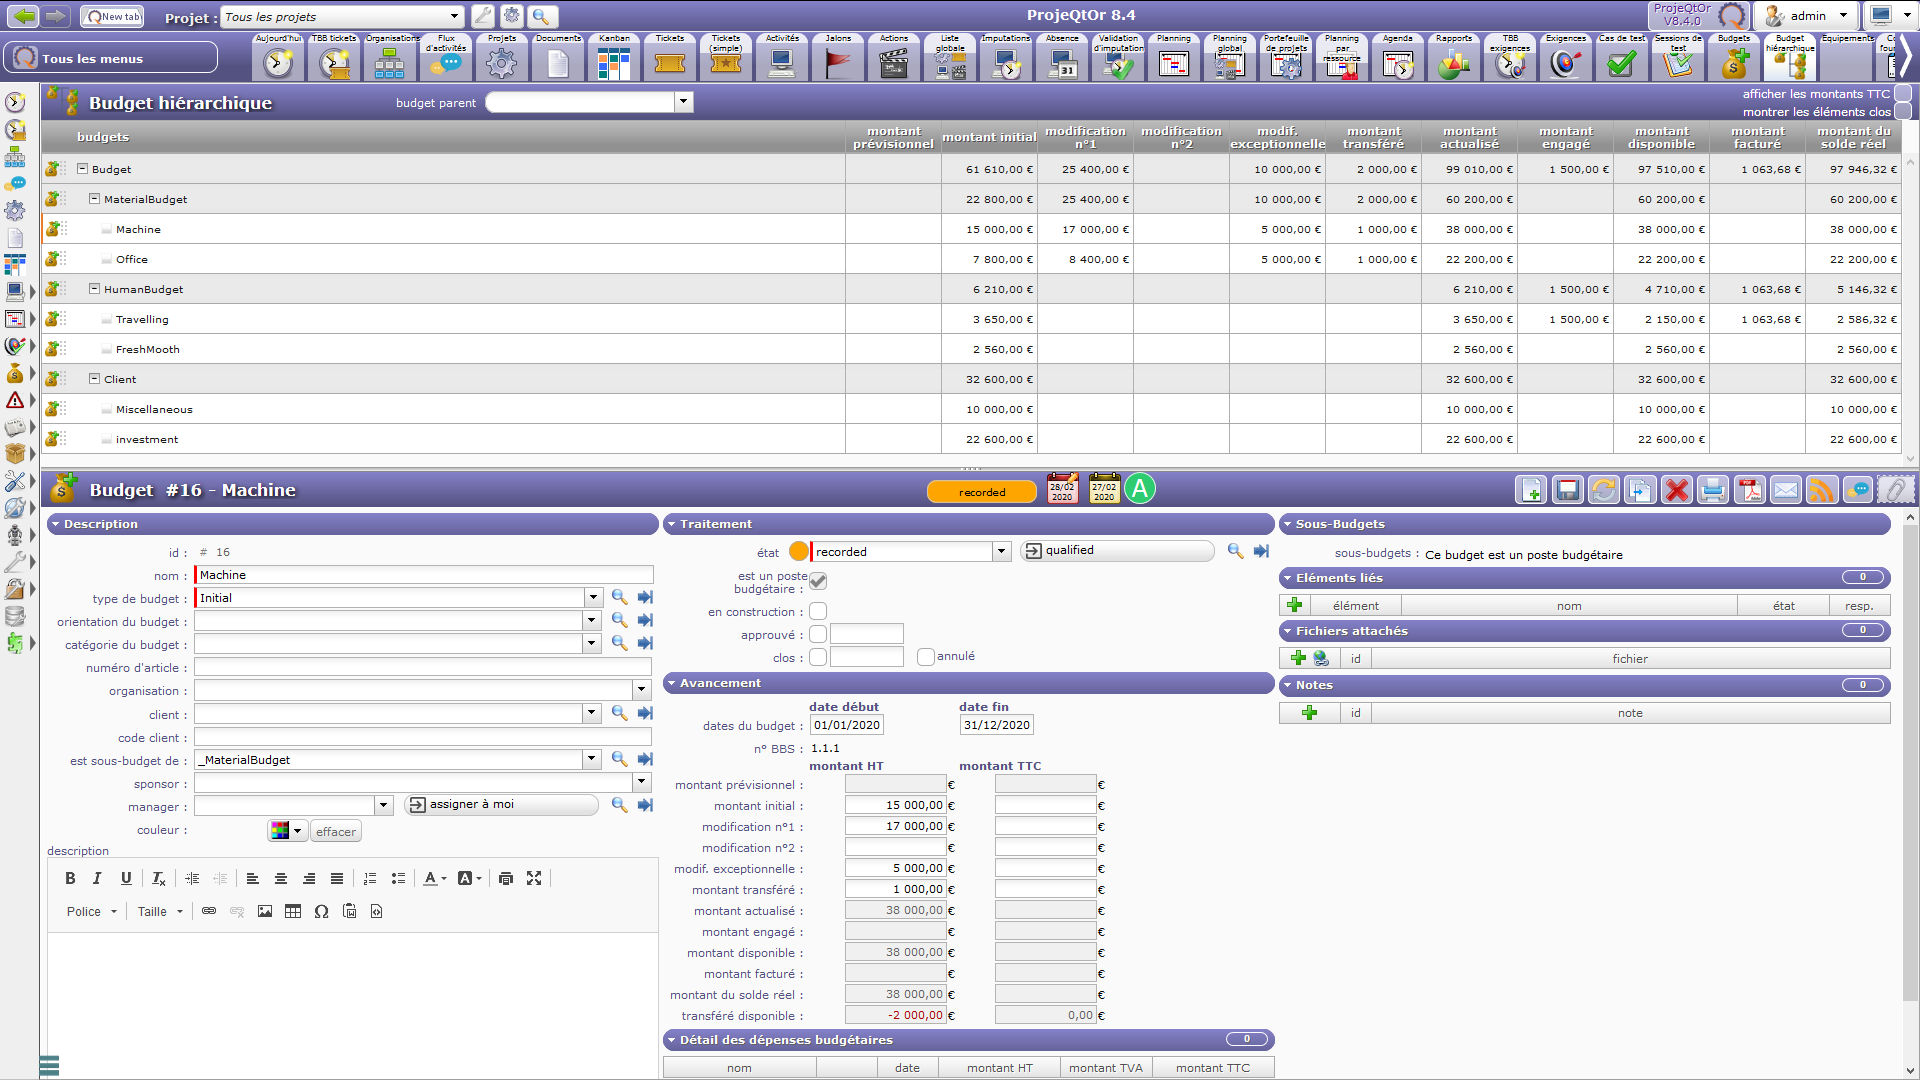 New tab
Projet :
Tous les projets
ProjeQtOr 8.4
ProjeQtOr
V8.4.0
admin
Tous les menus
Aujourd'hui
TBB tickets
Organisations
Flux d'activités
Projets
Documents
Kanban
Tickets
Tickets (simple)
Activités
Jalons
Actions
Liste globale
Imputations
Absence
Validation d'imputation
Planning
Planning global
Portefeuille de projets
Planning par ressource
Agenda
Rapports
TBB exigences
Exigences
Cas de test
Sessions de test
Budgets
Budget hiérarchique
Equipements
Budget hiérarchique
budget parent
afficher les montants TTC
montrer les éléments clos
budgets | montant prévisionnel | montant initial | modification n°1 | modification n°2 | modif. exceptionnelle | montant transféré | montant actualisé | montant engagé | montant disponible | montant facturé | montant du solde réel
Budget 61 610,00 € 25 400,00 € 10 000,00 € 2 000,00 € 99 010,00 € 1 500,00 € 97 510,00 € 1 063,68 € 97 946,32 €
MaterialBudget 22 800,00 € 25 400,00 € 10 000,00 € 2 000,00 € 60 200,00 € 60 200,00 € 60 200,00 €
Machine 15 000,00 € 17 000,00 € 5 000,00 € 1 000,00 € 38 000,00 € 38 000,00 € 38 000,00 €
Office 7 800,00 € 8 400,00 € 5 000,00 € 1 000,00 € 22 200,00 € 22 200,00 € 22 200,00 €
HumanBudget 6 210,00 € 6 210,00 € 1 500,00 € 4 710,00 € 1 063,68 € 5 146,32 €
Travelling 3 650,00 € 3 650,00 € 1 500,00 € 2 150,00 € 1 063,68 € 2 586,32 €
FreshMooth 2 560,00 € 2 560,00 € 2 560,00 € 2 560,00 €
Client 32 600,00 € 32 600,00 € 32 600,00 € 32 600,00 €
Miscellaneous 10 000,00 € 10 000,00 € 10 000,00 € 10 000,00 €
investment 22 600,00 € 22 600,00 € 22 600,00 € 22 600,00 €
Budget #16 - Machine
recorded
28/02 2020
27/02 2020
A
Description
id : # 16
nom : Machine
type de budget : Initial
orientation du budget :
catégorie du budget :
numéro d'article :
organisation :
client :
code client :
est sous-budget de : _MaterialBudget
sponsor :
manager : assigner à moi
couleur : effacer
description
B I U
Police Taille
Traitement
état recorded qualified
est un poste budgétaire :
en construction :
approuvé :
clos : annulé
Avancement
date début date fin
dates du budget : 01/01/2020 31/12/2020
n° BBS : 1.1.1
montant HT montant TTC
montant prévisionnel : € €
montant initial : 15 000,00 € €
modification n°1 : 17 000,00 € €
modification n°2 : € €
modif. exceptionnelle : 5 000,00 € €
montant transféré : 1 000,00 € €
montant actualisé : 38 000,00 € €
montant engagé : € €
montant disponible : 38 000,00 € €
montant facturé : € €
montant du solde réel : 38 000,00 € €
transféré disponible : -2 000,00 € 0,00 €
Détail des dépenses budgétaires 0
nom date montant HT montant TVA montant TTC
Sous-Budgets
sous-budgets : Ce budget est un poste budgétaire
Eléments liés 0
élément nom état resp.
Fichiers attachés 0
id fichier
Notes 0
id note